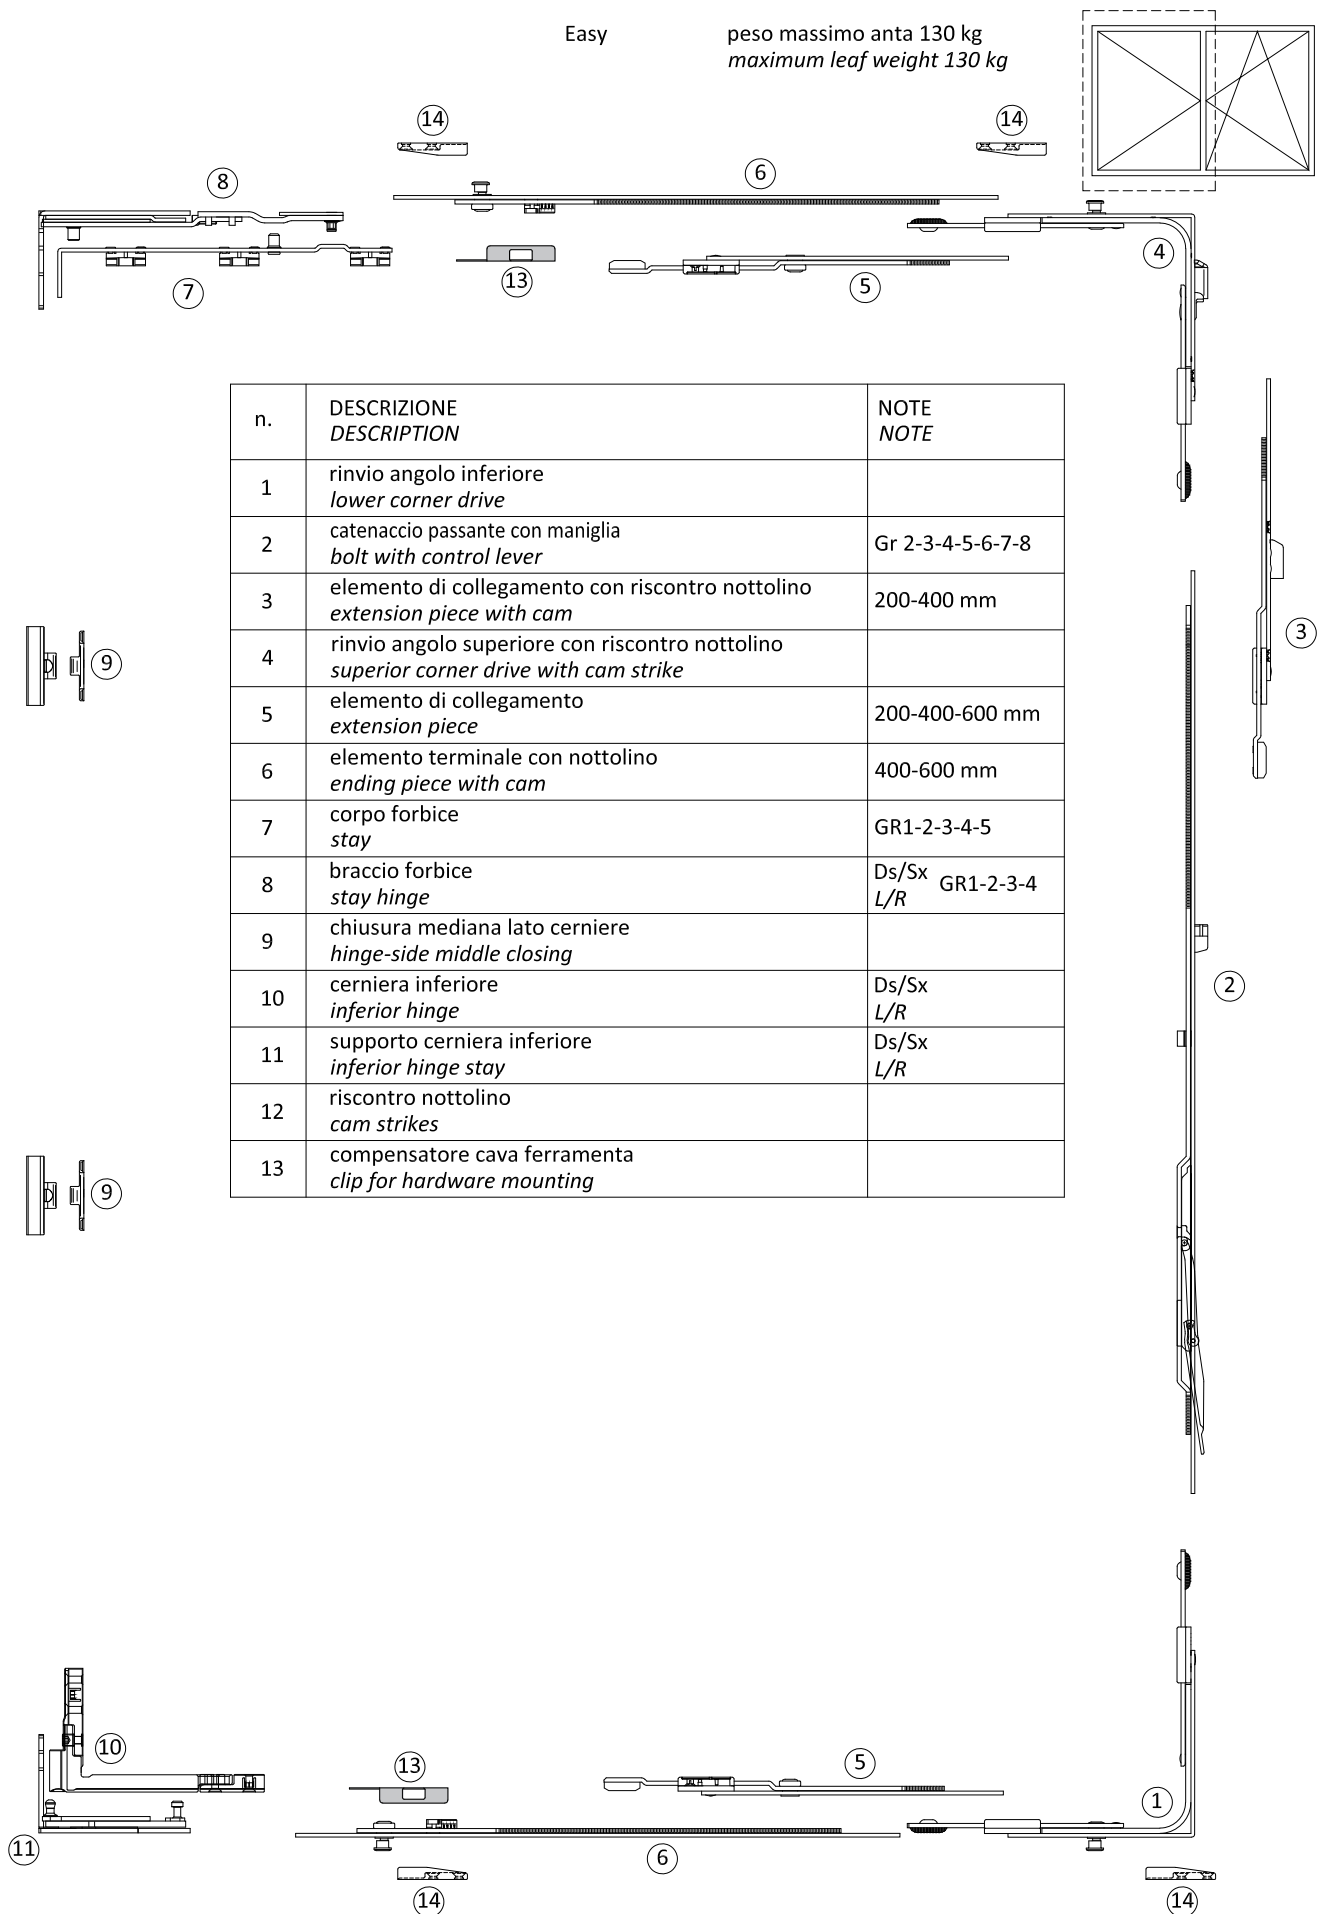 Easy peso massimo anta 130 kg
maximum leaf weight 130 kg
14 14
6
8
4
13 5
7
n. DESCRIZIONE NOTE
DESCRIPTION NOTE
1 rinvio angolo inferiore
lower corner drive
2 catenaccio passante con maniglia Gr 2-3-4-5-6-7-8
bolt with control lever
3 elemento di collegamento con riscontro nottolino 200-400 mm
extension piece with cam
4 rinvio angolo superiore con riscontro nottolino
superior corner drive with cam strike
5 elemento di collegamento 200-400-600 mm
extension piece
6 elemento terminale con nottolino 400-600 mm
ending piece with cam
7 corpo forbice GR1-2-3-4-5
stay
8 braccio forbice Ds/Sx GR1-2-3-4
stay hinge L/R
9 chiusura mediana lato cerniere
hinge-side middle closing
10 cerniera inferiore Ds/Sx
inferior hinge L/R
11 supporto cerniera inferiore Ds/Sx
inferior hinge stay L/R
12 riscontro nottolino
cam strikes
13 compensatore cava ferramenta
clip for hardware mounting
3
9
2
9
10
13 5
1
11 6
14 14